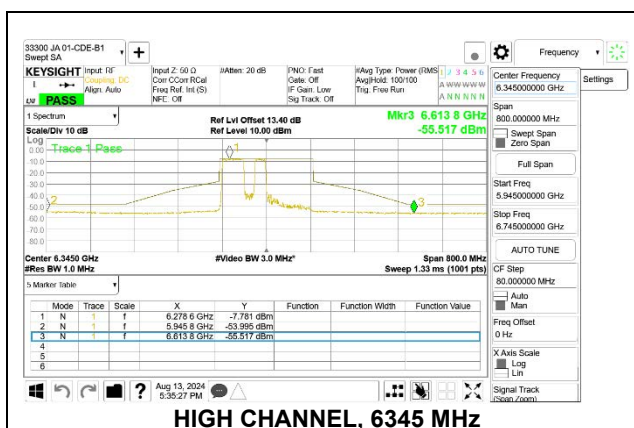 33300 JA 01-CDE-B1
Swept SA
Frequency
KEYSIGHT
Input: RF
Coupling: DC
Align: Auto
Input Z: 50 Ω
Corr CCorr RCal
Freq Ref: Int (S)
NFE: Off
#Atten: 20 dB
PNO: Fast
Gate: Off
IF Gain: Low
Sig Track: Off
#Avg Type: Power (RMS
Avg|Hold: 100/100
Trig: Free Run
1 2 3 4 5 6
A W W W W W
A N N N N N
LXI
PASS
1 Spectrum
Scale/Div 10 dB
Ref Lvl Offset 13.40 dB
Ref Level 10.00 dBm
Mkr3 6.613 8 GHz
-55.517 dBm
Log
Trace 1 Pass
0.00
-10.0
-20.0
-30.0
-40.0
-50.0
-60.0
-70.0
-80.0
1
2
3
Center 6.3450 GHz
#Res BW 1.0 MHz
#Video BW 3.0 MHz*
Span 800.0 MHz
Sweep 1.33 ms (1001 pts)
5 Marker Table
Mode Trace Scale X Y Function Function Width Function Value
1 N 1 f 6.278 6 GHz -7.781 dBm
2 N 1 f 5.945 8 GHz -53.995 dBm
3 N 1 f 6.613 8 GHz -55.517 dBm
4
5
6
Aug 13, 2024
5:35:27 PM
Center Frequency
6.345000000 GHz
Settings
Span
800.000000 MHz
Swept Span
Zero Span
Full Span
Start Freq
5.945000000 GHz
Stop Freq
6.745000000 GHz
AUTO TUNE
CF Step
80.000000 MHz
Auto
Man
Freq Offset
0 Hz
X Axis Scale
Log
Lin
Signal Track
(Span Zoom)
HIGH CHANNEL, 6345 MHz